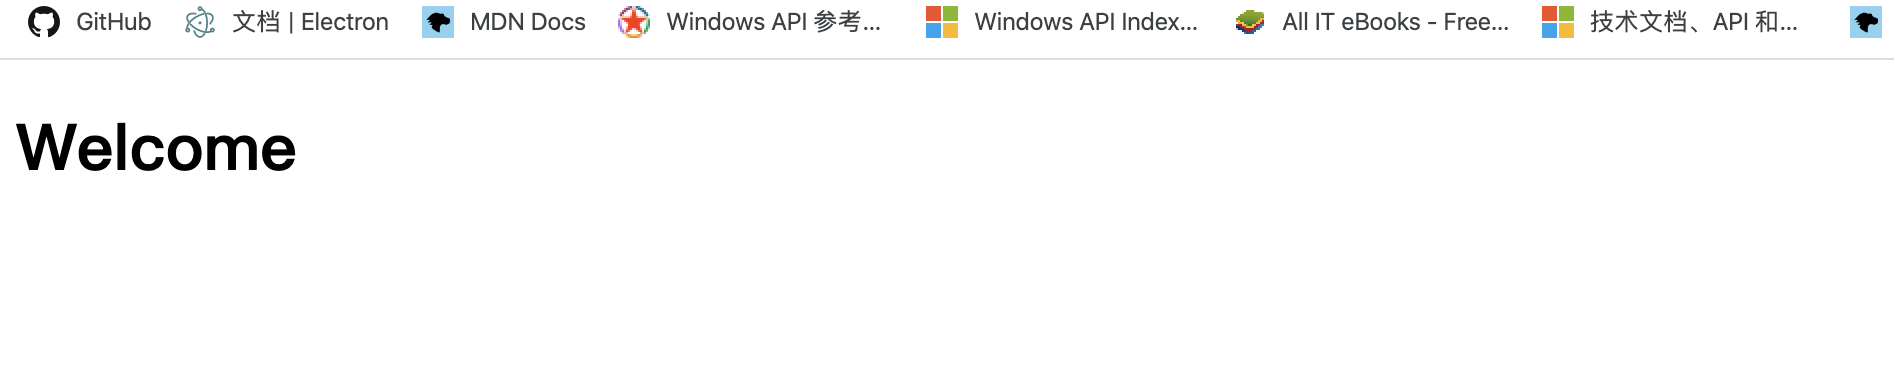 GitHub 文档 | Electron MDN Docs Windows API 参考... Windows API Index... All IT eBooks - Free... 技术文档、API 和...
Welcome